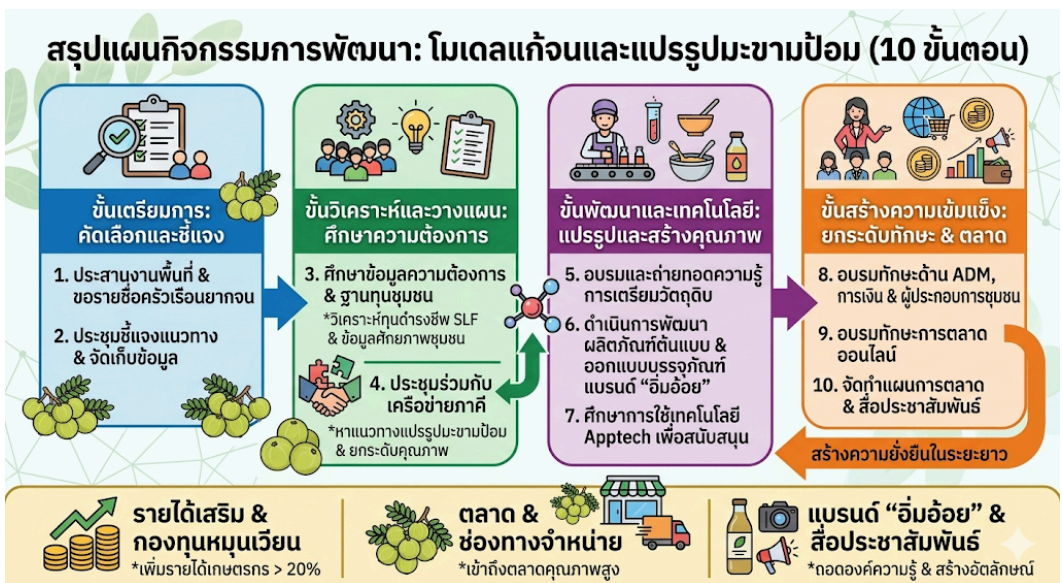 สรุปแผนกิจกรรมการพัฒนา: โมเดลแก้จนและแปรรูปมะขามป้อม (10 ขั้นตอน)
ขั้นเตรียมการ:
คัดเลือกและชี้แจง
1. ประสานงานพื้นที่ &
ขอรายชื่อครัวเรือนยากจน
2. ประชุมชี้แจงแนวทาง
& จัดเก็บข้อมูล
ขั้นวิเคราะห์และวางแผน:
ศึกษาความต้องการ
3. ศึกษาข้อมูลความต้องการ
& ฐานทุนชุมชน
*วิเคราะห์ทุนดำรงชีพ SLF
& ข้อมูลศักยภาพชุมชน
4. ประชุมร่วมกับ
เครือข่ายภาคี
*หาแนวทางแปรรูปมะขามป้อม
& ยกระดับคุณภาพ
ขั้นพัฒนาและเทคโนโลยี:
แปรรูปและสร้างคุณภาพ
5. อบรมและถ่ายทอดความรู้
การเตรียมวัตถุดิบ
6. ดำเนินการพัฒนา
ผลิตภัณฑ์ต้นแบบ &
ออกแบบบรรจุภัณฑ์
แบรนด์ “อิ่มอ้อย”
7. ศึกษาการใช้เทคโนโลยี
Apptech เพื่อสนับสนุน
ขั้นสร้างความเข้มแข็ง:
ยกระดับทักษะ & ตลาด
8. อบรมทักษะด้าน ADM,
การเงิน & ผู้ประกอบการชุมชน
9. อบรมทักษะการตลาด
ออนไลน์
10. จัดทำแผนการตลาด
& สื่อประชาสัมพันธ์
สร้างความยั่งยืนในระยะยาว
รายได้เสริม &
กองทุนหมุนเวียน
*เพิ่มรายได้เกษตรกร > 20%
ตลาด &
ช่องทางจำหน่าย
*เข้าถึงตลาดคุณภาพสูง
แบรนด์ “อิ่มอ้อย” &
สื่อประชาสัมพันธ์
*ถอดองค์ความรู้ & สร้างอัตลักษณ์